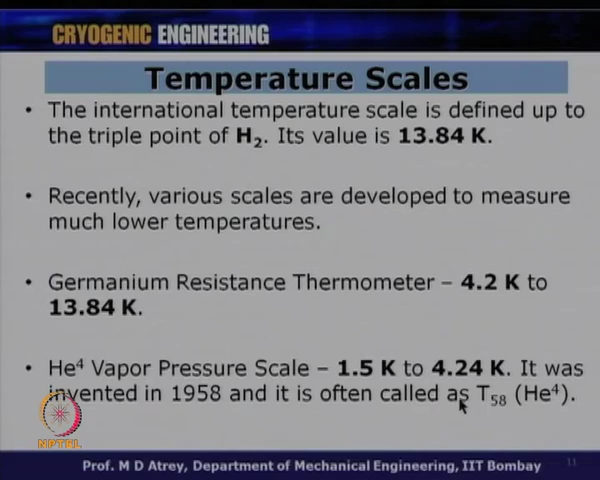 CRYOGENIC ENGINEERING
Temperature Scales
• The international temperature scale is defined up to
the triple point of H₂. Its value is 13.84 K.
• Recently, various scales are developed to measure
much lower temperatures.
• Germanium Resistance Thermometer – 4.2 K to
13.84 K.
• He⁴ Vapor Pressure Scale – 1.5 K to 4.24 K. It was
invented in 1958 and it is often called as T₅₈ (He⁴).
NPTEL
Prof. M D Atrey, Department of Mechanical Engineering, IIT Bombay
11